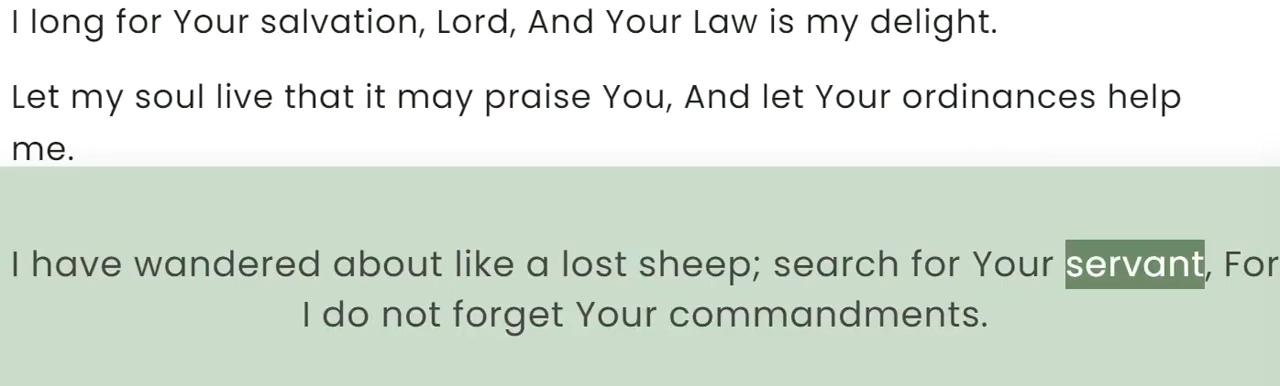 I long for Your salvation, Lord, And Your Law is my delight.
Let my soul live that it may praise You, And let Your ordinances help
me.
I have wandered about like a lost sheep; search for Your servant, For
I do not forget Your commandments.